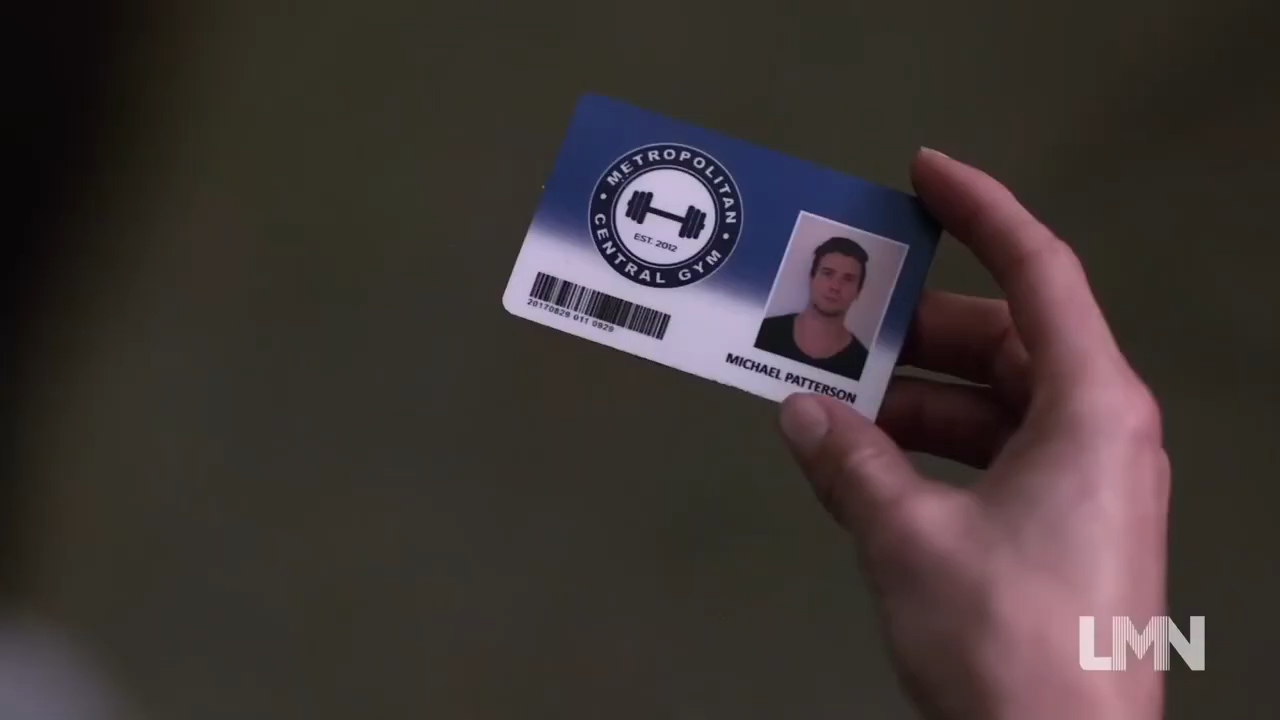 METROPOLITAN
EST. 2012
CENTRAL GYM
20170829 011 0929
MICHAEL PATTERSON
LMN